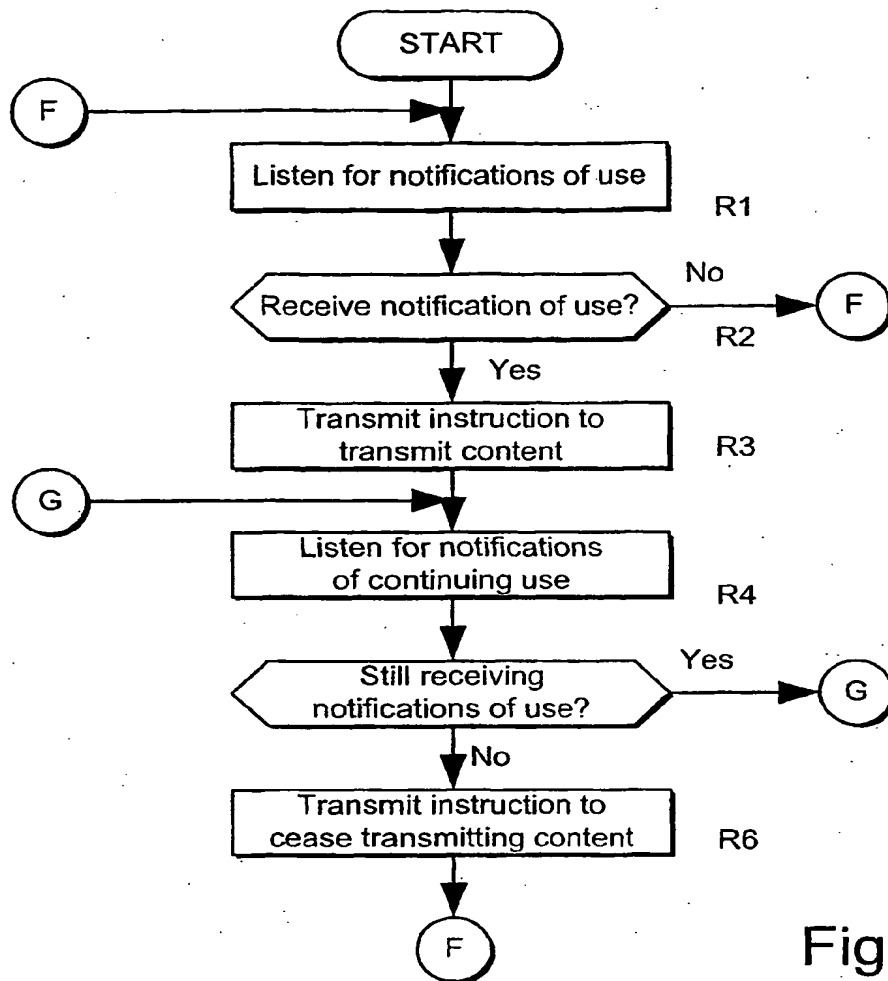 START
F
Listen for notifications of use
R1
No
Receive notification of use?
F
R2
Yes
Transmit instruction to
transmit content
R3
G
Listen for notifications
of continuing use
R4
Yes
Still receiving
notifications of use?
G
No
Transmit instruction to
cease transmitting content
R6
F
Fig